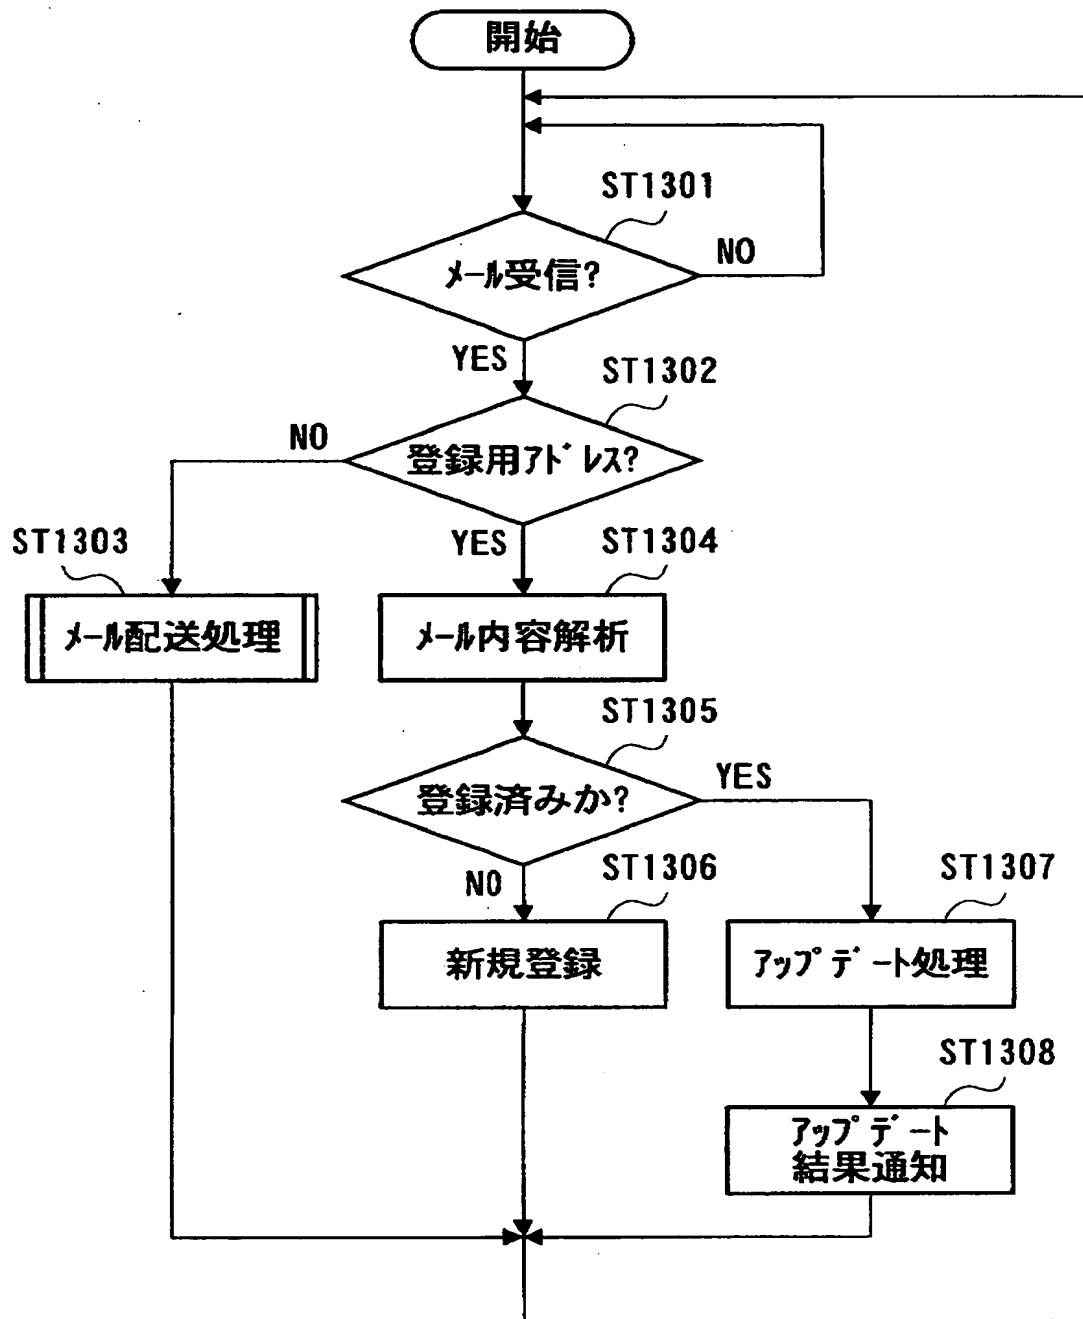 開始
ST1301
メール受信?
NO
YES
ST1302
登録用アドレス?
NO
YES
ST1303
ST1304
メール配送処理
メール内容解析
ST1305
登録済みか?
YES
NO
ST1306
ST1307
新規登録
アップデート処理
ST1308
アップデート
結果通知